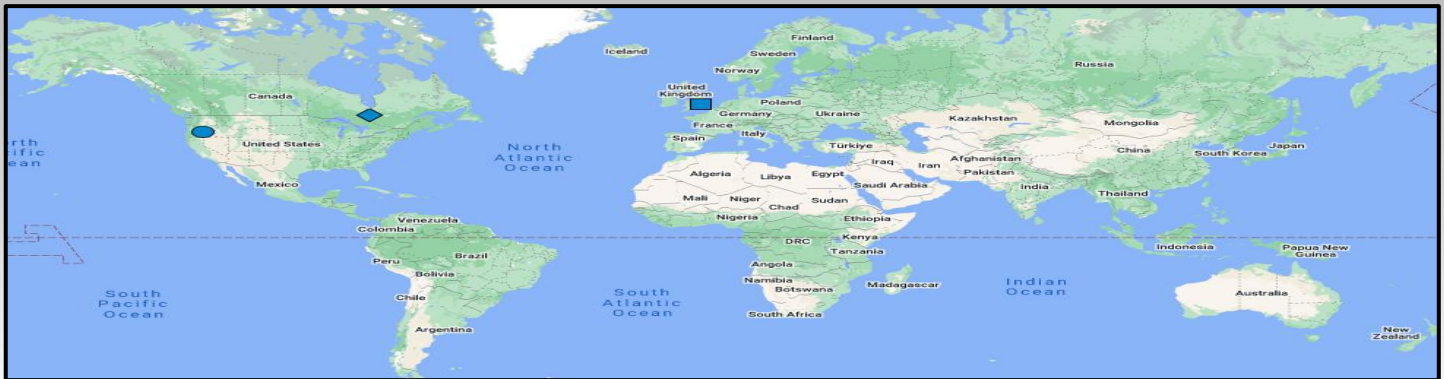 Iceland
Finland
Sweden
Norway
Russia
United
Kingdom
Canada
Poland
Germany
Ukraine
Kazakhstan
Mongolia
France
Italy
Spain
United States
Türkiye
Japan
South Korea
China
North
Atlantic
Ocean
rth
cific
ean
Iraq
Iran
Afghanistan
Pakistan
Algeria
Libya
Egypt
Saudi Arabia
Mexico
India
Thailand
Mali
Niger
Sudan
Chad
Nigeria
Ethiopia
Venezuela
Colombia
DRC
Kenya
Tanzania
Indonesia
Papua New
Guinea
Peru
Brazil
Bolivia
Angola
Namibia
Botswana
Madagascar
Indian
Ocean
South
Pacific
Ocean
Chile
South
Atlantic
Ocean
Australia
South Africa
Argentina
New
Zealand